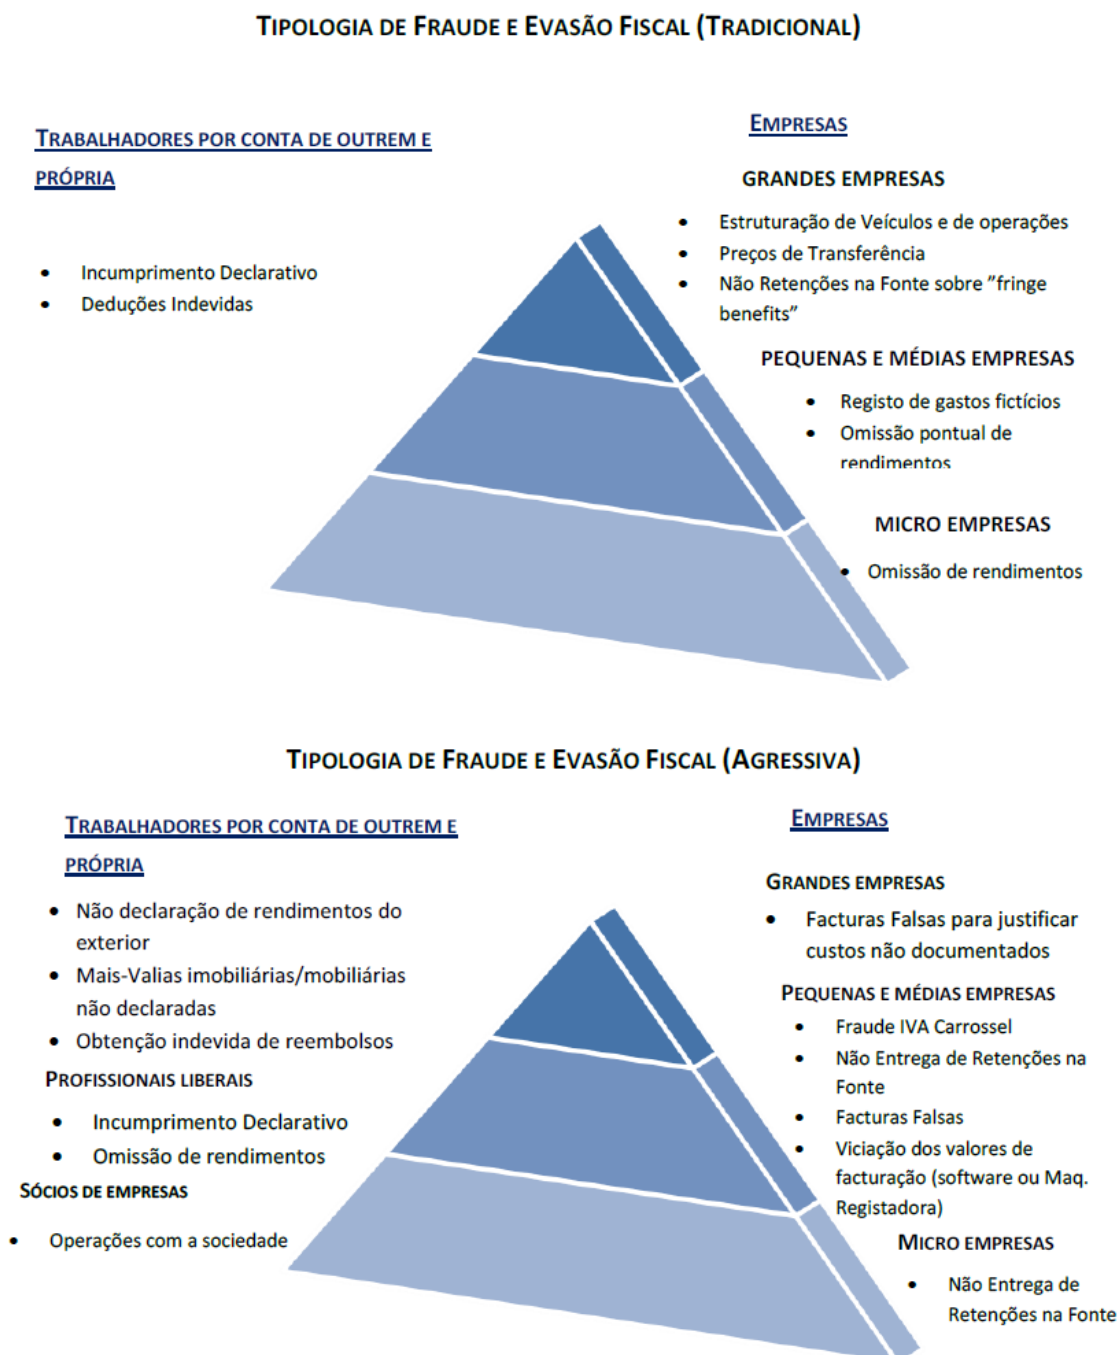 TIPOLOGIA DE FRAUDE E EVASÃO FISCAL (TRADICIONAL)
TRABALHADORES POR CONTA DE OUTREM E
PRÓPRIA
• Incumprimento Declarativo
• Deduções Indevidas
EMPRESAS
GRANDES EMPRESAS
• Estruturação de Veículos e de operações
• Preços de Transferência
• Não Retenções na Fonte sobre ”fringe
benefits”
PEQUENAS E MÉDIAS EMPRESAS
• Registo de gastos fictícios
• Omissão pontual de
rendimentos
MICRO EMPRESAS
• Omissão de rendimentos
TIPOLOGIA DE FRAUDE E EVASÃO FISCAL (AGRESSIVA)
TRABALHADORES POR CONTA DE OUTREM E
PRÓPRIA
• Não declaração de rendimentos do
exterior
• Mais-Valias imobiliárias/mobiliárias
não declaradas
• Obtenção indevida de reembolsos
PROFISSIONAIS LIBERAIS
• Incumprimento Declarativo
• Omissão de rendimentos
SÓCIOS DE EMPRESAS
• Operações com a sociedade
EMPRESAS
GRANDES EMPRESAS
• Facturas Falsas para justificar
custos não documentados
PEQUENAS E MÉDIAS EMPRESAS
• Fraude IVA Carrossel
• Não Entrega de Retenções na
Fonte
• Facturas Falsas
• Viciação dos valores de
facturação (software ou Maq.
Registadora)
MICRO EMPRESAS
• Não Entrega de
Retenções na Fonte